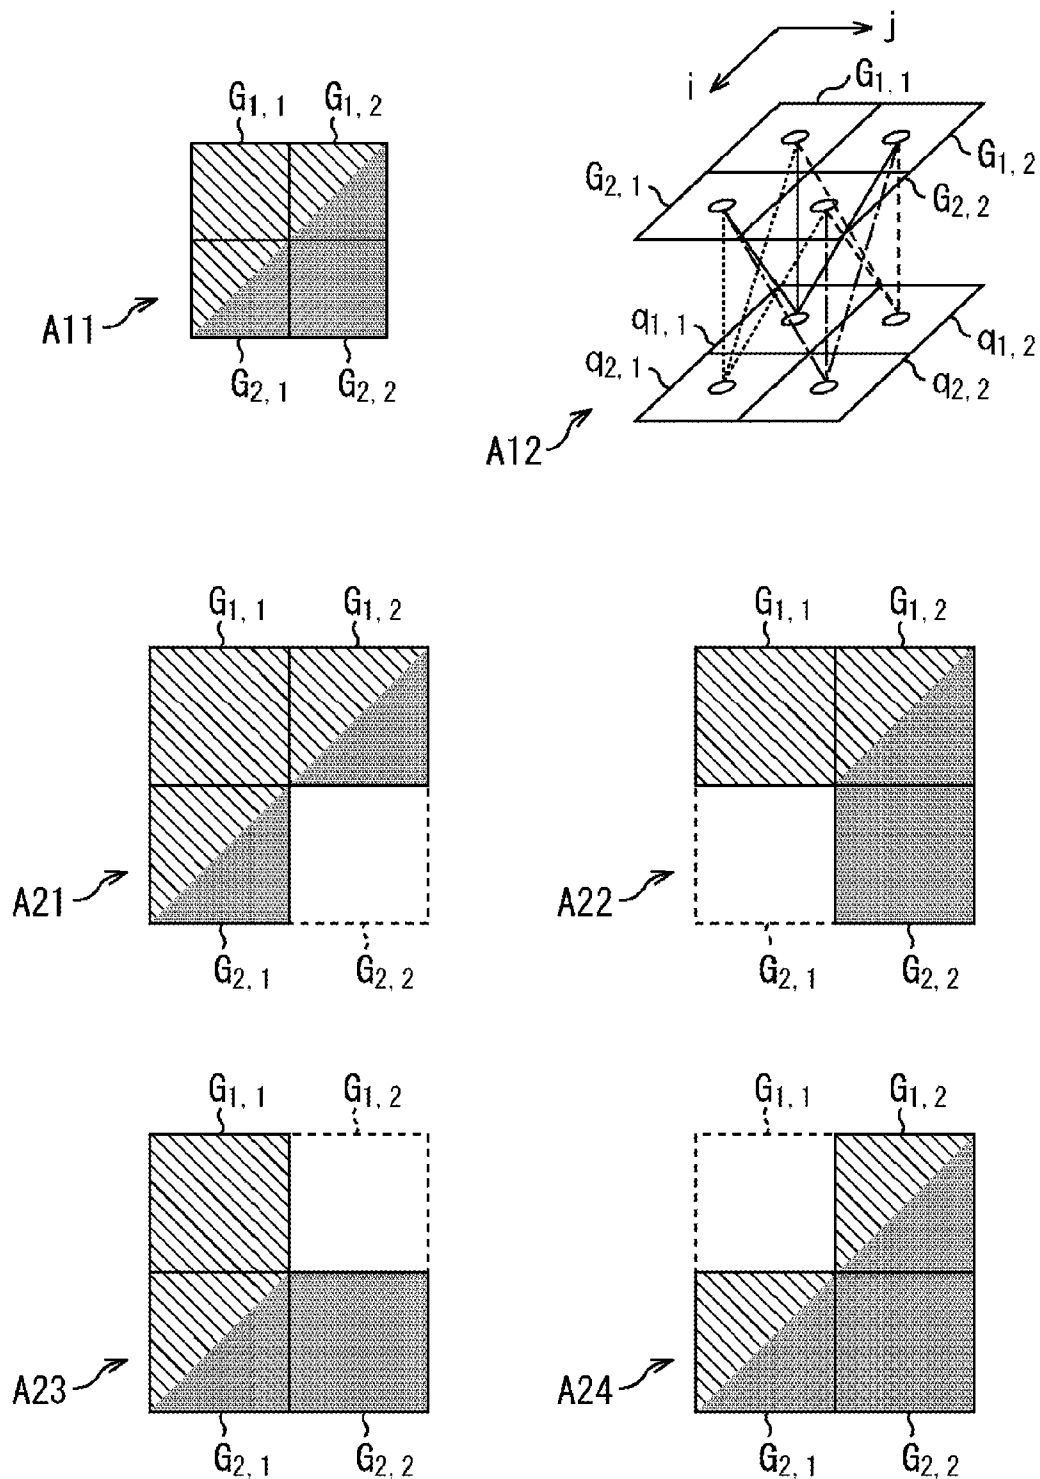 G1, 1 G1, 2
A11
G2, 1 G2, 2
j
i
G1, 1
G1, 2
G2, 1
G2, 2
q1, 1
q1, 2
q2, 1
q2, 2
A12
G1, 1 G1, 2
A21
G2, 1 G2, 2
G1, 1 G1, 2
A22
G2, 1 G2, 2
G1, 1 G1, 2
A23
G2, 1 G2, 2
G1, 1 G1, 2
A24
G2, 1 G2, 2